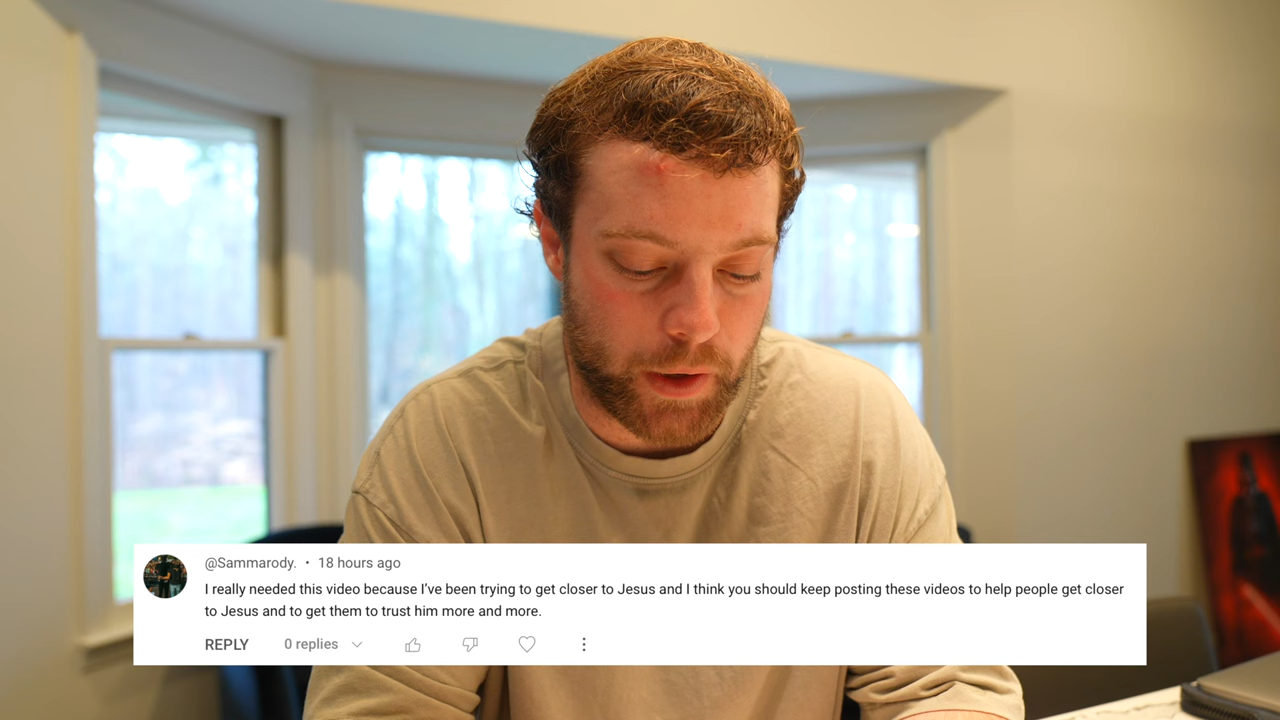 @Sammarody. • 18 hours ago
I really needed this video because I've been trying to get closer to Jesus and I think you should keep posting these videos to help people get closer
to Jesus and to get them to trust him more and more.
REPLY 0 replies